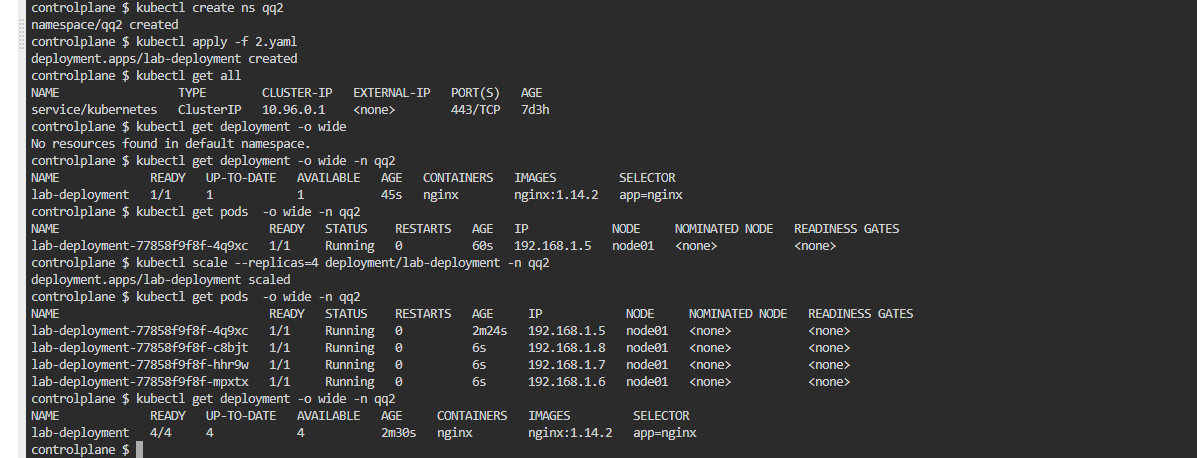 controlplane $ kubectl create ns qq2
namespace/qq2 created
controlplane $ kubectl apply -f 2.yaml
deployment.apps/lab-deployment created
controlplane $ kubectl get all
NAME                 TYPE        CLUSTER-IP   EXTERNAL-IP   PORT(S)   AGE
service/kubernetes   ClusterIP   10.96.0.1    <none>        443/TCP   7d3h
controlplane $ kubectl get deployment -o wide
No resources found in default namespace.
controlplane $ kubectl get deployment -o wide -n qq2
NAME             READY   UP-TO-DATE   AVAILABLE   AGE   CONTAINERS   IMAGES         SELECTOR
lab-deployment   1/1     1            1           45s   nginx        nginx:1.14.2   app=nginx
controlplane $ kubectl get pods  -o wide -n qq2
NAME                              READY   STATUS    RESTARTS   AGE   IP            NODE     NOMINATED NODE   READINESS GATES
lab-deployment-77858f9f8f-4q9xc   1/1     Running   0          60s   192.168.1.5   node01   <none>           <none>
controlplane $ kubectl scale --replicas=4 deployment/lab-deployment -n qq2
deployment.apps/lab-deployment scaled
controlplane $ kubectl get pods  -o wide -n qq2
NAME                              READY   STATUS    RESTARTS   AGE     IP            NODE     NOMINATED NODE   READINESS GATES
lab-deployment-77858f9f8f-4q9xc   1/1     Running   0          2m24s   192.168.1.5   node01   <none>           <none>
lab-deployment-77858f9f8f-c8bjt   1/1     Running   0          6s      192.168.1.8   node01   <none>           <none>
lab-deployment-77858f9f8f-hhr9w   1/1     Running   0          6s      192.168.1.7   node01   <none>           <none>
lab-deployment-77858f9f8f-mpxtx   1/1     Running   0          6s      192.168.1.6   node01   <none>           <none>
controlplane $ kubectl get deployment -o wide -n qq2
NAME             READY   UP-TO-DATE   AVAILABLE   AGE     CONTAINERS   IMAGES         SELECTOR
lab-deployment   4/4     4            4           2m30s   nginx        nginx:1.14.2   app=nginx
controlplane $